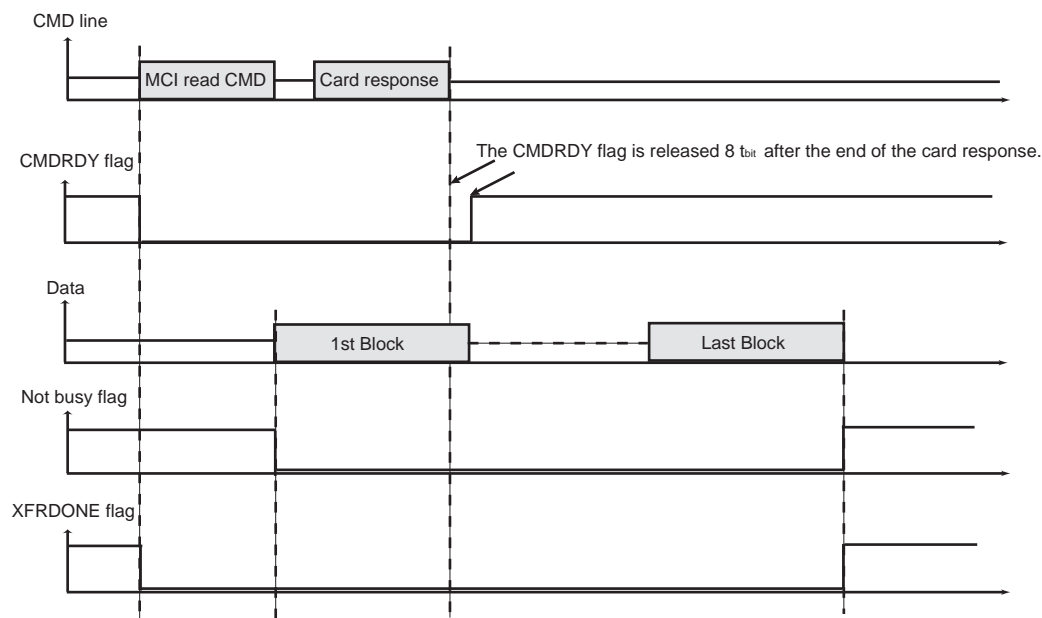 CMD line
MCI read CMD
Card response
The CMDRDY flag is released 8 tbit after the end of the card response.
CMDRDY flag
Data
1st Block
Last Block
Not busy flag
XFRDONE flag